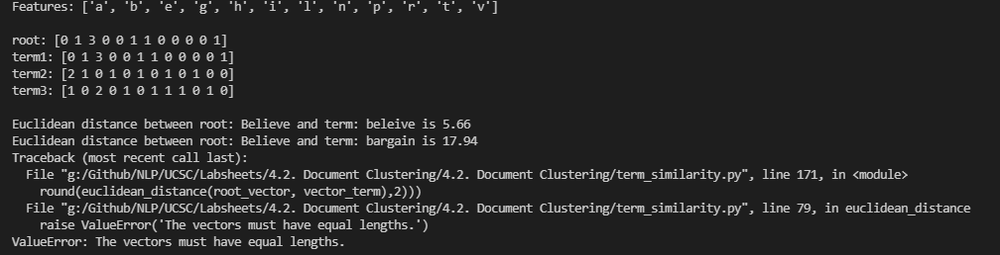 Features: ['a', 'b', 'e', 'g', 'h', 'i', 'l', 'n', 'p', 'r', 't', 'v']
root: [0 1 3 0 0 1 1 0 0 0 0 1]
term1: [0 1 3 0 0 1 1 0 0 0 0 1]
term2: [2 1 0 1 0 1 0 1 0 1 0 0]
term3: [1 0 2 0 1 0 1 1 1 0 1 0]
Euclidean distance between root: Believe and term: beleive is 5.66
Euclidean distance between root: Believe and term: bargain is 17.94
Traceback (most recent call last):
File "g:/Github/NLP/UCSC/Labsheets/4.2. Document Clustering/4.2. Document Clustering/term_similarity.py", line 171, in <module>
round(euclidean_distance(root_vector, vector_term),2)))
File "g:/Github/NLP/UCSC/Labsheets/4.2. Document Clustering/4.2. Document Clustering/term_similarity.py", line 79, in euclidean_distance
raise ValueError('The vectors must have equal lengths.')
ValueError: The vectors must have equal lengths.